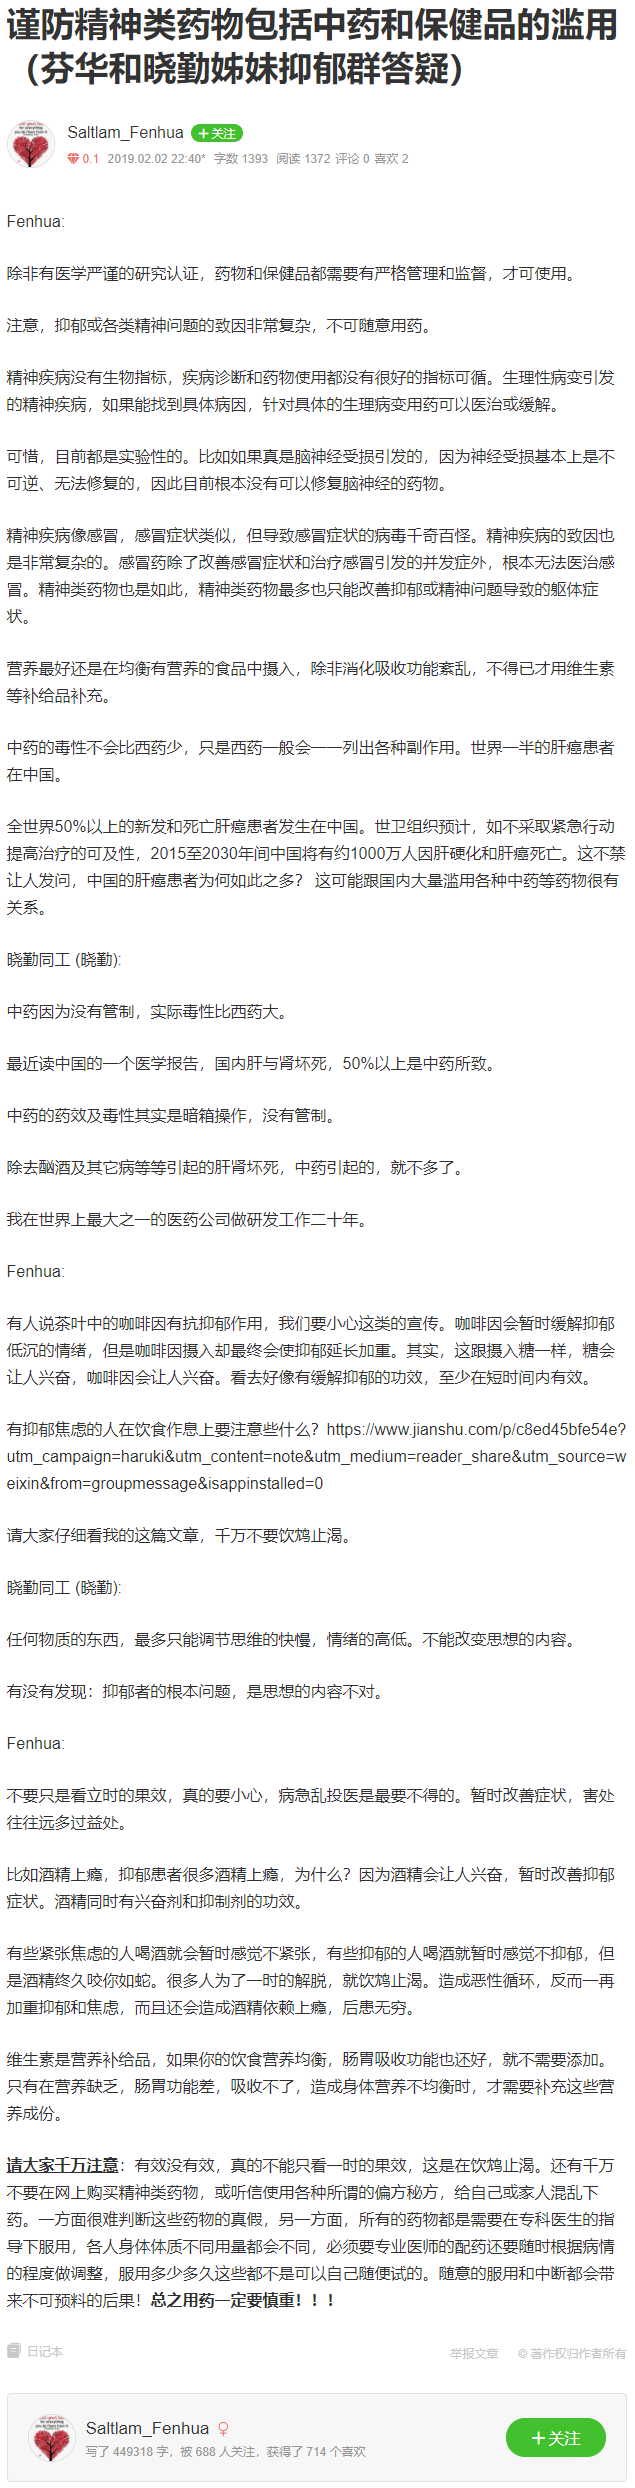 谨防精神类药物包括中药和保健品的滥用
（芬华和晓勤姊妹抑郁群答疑）
Saltlam_Fenhua +关注
0.1 2019.02.02 22:40* 字数 1393 阅读 1372 评论 0 喜欢 2
Fenhua:
除非有医学严谨的研究认证，药物和保健品都需要有严格管理和监督，才可使用。
注意，抑郁或各类精神问题的致因非常复杂，不可随意用药。
精神疾病没有生物指标，疾病诊断和药物使用都没有很好的指标可循。生理性病变引发
的精神疾病，如果能找到具体病因，针对具体的生理病变用药可以医治或缓解。
可惜，目前都是实验性的。比如如果真是脑神经受损引发的，因为神经受损基本上是不
可逆、无法修复的，因此目前根本没有可以修复脑神经的药物。
精神疾病像感冒，感冒症状类似，但导致感冒症状的病毒千奇百怪。精神疾病的致因也
是非常复杂的。感冒药除了改善感冒症状和治疗感冒引发的并发症外，根本无法医治感
冒。精神类药物也是如此，精神类药物最多也只能改善抑郁或精神问题导致的躯体症
状。
营养最好还是在均衡有营养的食品中摄入，除非消化吸收功能紊乱，不得已才用维生素
等补给品补充。
中药的毒性不会比西药少，只是西药一般会一一列出各种副作用。世界一半的肝癌患者
在中国。
全世界50%以上的新发和死亡肝癌患者发生在中国。世卫组织预计，如不采取紧急行动
提高治疗的可及性，2015至2030年间中国将有约1000万人因肝硬化和肝癌死亡。这不禁
让人发问，中国的肝癌患者为何如此之多？ 这可能跟国内大量滥用各种中药等药物很有
关系。
晓勤同工 (晓勤):
中药因为没有管制，实际毒性比西药大。
最近读中国的一个医学报告，国内肝与肾坏死，50%以上是中药所致。
中药的药效及毒性其实是暗箱操作，没有管制。
除去酗酒及其它病等等引起的肝肾坏死，中药引起的，就不多了。
我在世界上最大之一的医药公司做研发工作二十年。
Fenhua:
有人说茶叶中的咖啡因有抗抑郁作用，我们要小心这类的宣传。咖啡因会暂时缓解抑郁
低沉的情绪，但是咖啡因摄入却最终会使抑郁延长加重。其实，这跟摄入糖一样，糖会
让人兴奋，咖啡因会让人兴奋。看去好像有缓解抑郁的功效，至少在短时间内有效。
有抑郁焦虑的人在饮食作息上要注意些什么？https://www.jianshu.com/p/c8ed45bfe54e?
utm_campaign=haruki&utm_content=note&utm_medium=reader_share&utm_source=w
eixin&from=groupmessage&isappinstalled=0
请大家仔细看我的这篇文章，千万不要饮鸩止渴。
晓勤同工 (晓勤):
任何物质的东西，最多只能调节思维的快慢，情绪的高低。不能改变思想的内容。
有没有发现：抑郁者的根本问题，是思想的内容不对。
Fenhua:
不要只是看立时的果效，真的要小心，病急乱投医是最要不得的。暂时改善症状，害处
往往远多过益处。
比如酒精上瘾，抑郁患者很多酒精上瘾，为什么？因为酒精会让人兴奋，暂时改善抑郁
症状。酒精同时有兴奋剂和抑制剂的功效。
有些紧张焦虑的人喝酒就会暂时感觉不紧张，有些抑郁的人喝酒就暂时感觉不抑郁，但
是酒精终久咬你如蛇。很多人为了一时的解脱，就饮鸩止渴。造成恶性循环，反而一再
加重抑郁和焦虑，而且还会造成酒精依赖上瘾，后患无穷。
维生素是营养补给品，如果你的饮食营养均衡，肠胃吸收功能也还好，就不需要添加。
只有在营养缺乏，肠胃功能差，吸收不了，造成身体营养不均衡时，才需要补充这些营
养成份。
请大家千万注意：有效没有效，真的不能只看一时的果效，这是在饮鸩止渴。还有千万
不要在网上购买精神类药物，或听信使用各种所谓的偏方秘方，给自己或家人混乱下
药。一方面很难判断这些药物的真假，另一方面，所有的药物都是需要在专科医生的指
导下服用，各人身体体质不同用量都会不同，必须要专业医师的配药还要随时根据病情
的程度做调整，服用多少多久这些都不是可以自己随便试的。随意的服用和中断都会带
来不可预料的后果！总之用药一定要慎重！！！
日记本 举报文章 © 著作权归作者所有
Saltlam_Fenhua ♀ +关注
写了 449318 字，被 688 人关注，获得了 714 个喜欢